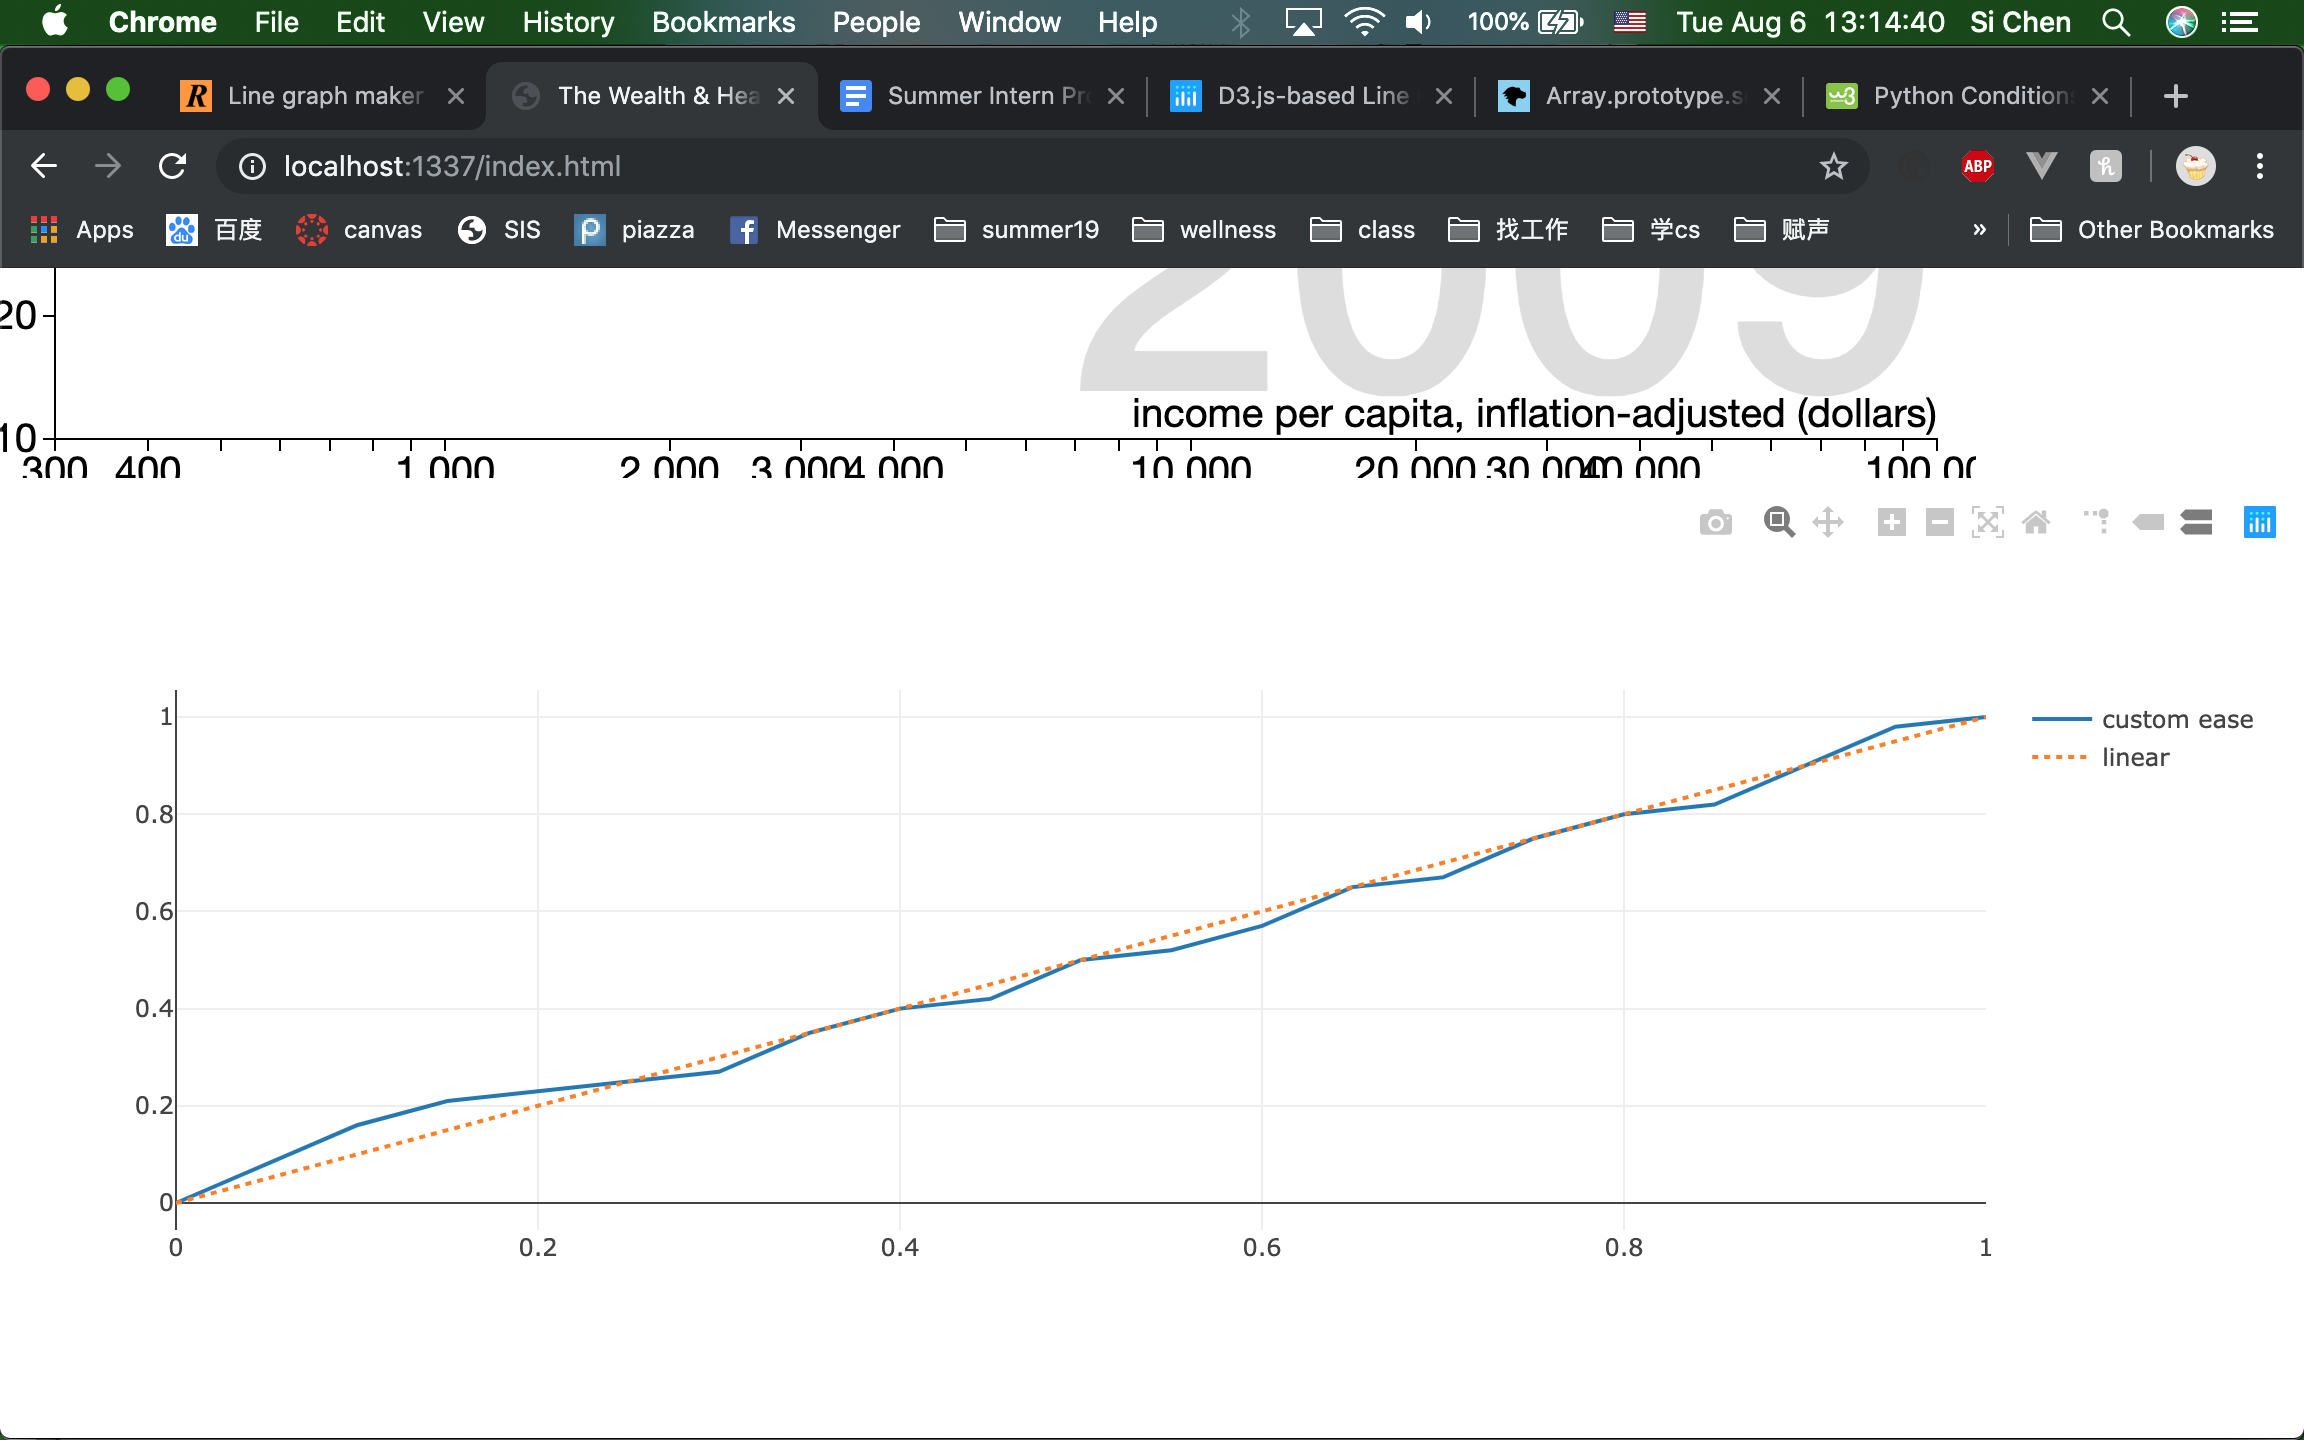 Chrome File Edit View History Bookmarks People Window Help 100% Tue Aug 6 13:14:40 Si Chen
Line graph maker The Wealth & Hea Summer Intern Pr D3.js-based Line Array.prototype.s Python Condition
localhost:1337/index.html ABP
Apps 百度 canvas SIS piazza Messenger summer19 wellness class 找工作 学cs 赋声 » Other Bookmarks
20
2009
income per capita, inflation-adjusted (dollars)
10
300 400 1 000 2 000 3 000 4 000 10 000 20 000 30 000 40 000 100 00
1
custom ease
linear
0.8
0.6
0.4
0.2
0
0 0.2 0.4 0.6 0.8 1